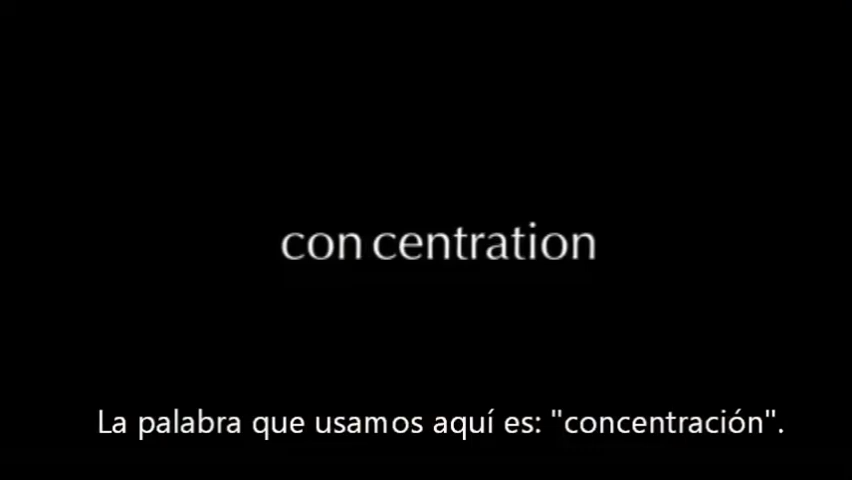 con centration
La palabra que usamos aquí es: "concentración".